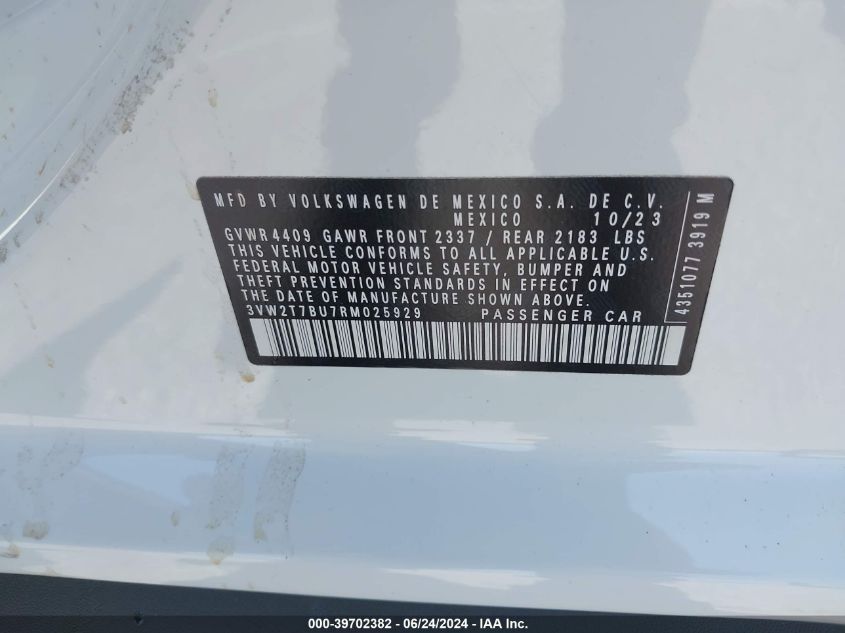 MFD BY VOLKSWAGEN DE MEXICO S.A. DE C.V.
MEXICO 10/23
GVWR 4409 GAWR FRONT 2337 / REAR 2183 LBS
THIS VEHICLE CONFORMS TO ALL APPLICABLE U.S.
FEDERAL MOTOR VEHICLE SAFETY, BUMPER AND
THEFT PREVENTION STANDARDS IN EFFECT ON
THE DATE OF MANUFACTURE SHOWN ABOVE.
3VW2T7BU7RM025929 PASSENGER CAR
4351077 3919 M
000-39702382 - 06/24/2024 - IAA Inc.